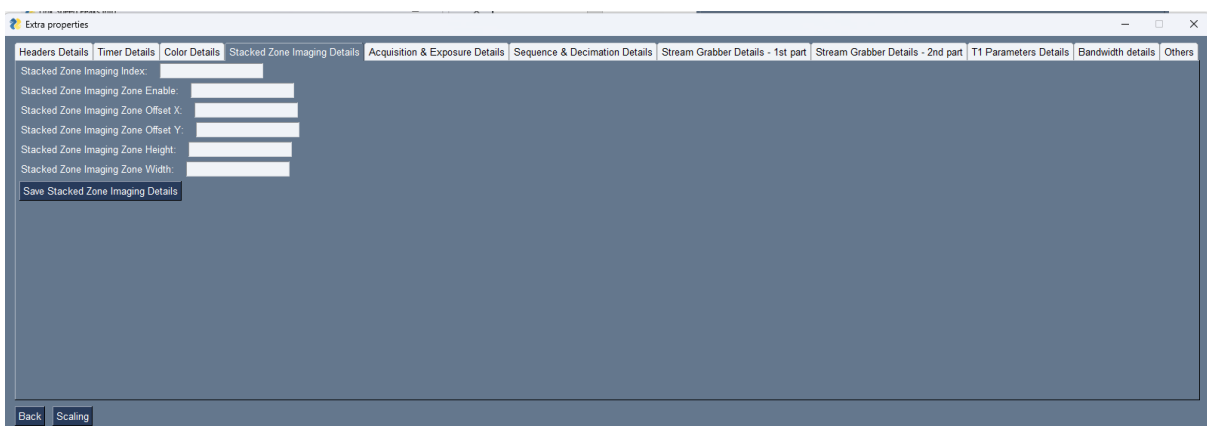 Extra properties
Headers Details Timer Details Color Details Stacked Zone Imaging Details Acquisition & Exposure Details Sequence & Decimation Details Stream Grabber Details - 1st part Stream Grabber Details - 2nd part T1 Parameters Details Bandwidth details Others
Stacked Zone Imaging Index:
Stacked Zone Imaging Zone Enable:
Stacked Zone Imaging Zone Offset X:
Stacked Zone Imaging Zone Offset Y:
Stacked Zone Imaging Zone Height:
Stacked Zone Imaging Zone Width:
Save Stacked Zone Imaging Details
Back Scaling